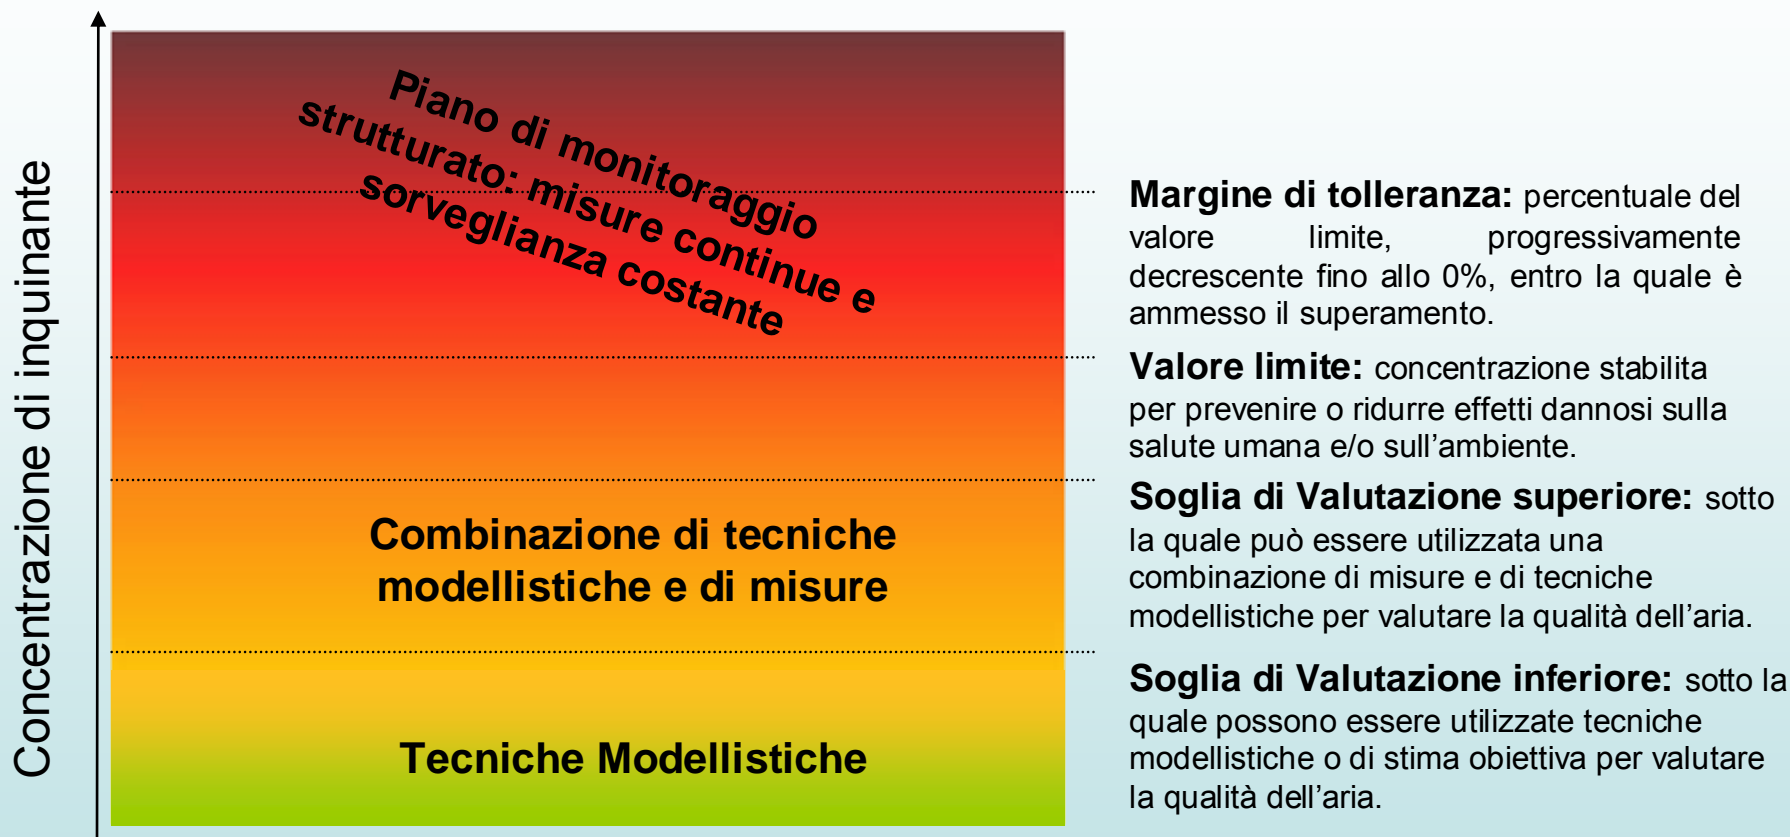 Concentrazione di inquinante
Piano di monitoraggio
strutturato: misure continue e
sorveglianza costante
Combinazione di tecniche
modellistiche e di misure
Tecniche Modellistiche
Margine di tolleranza: percentuale del
valore limite, progressivamente
decrescente fino allo 0%, entro la quale è
ammesso il superamento.
Valore limite: concentrazione stabilita
per prevenire o ridurre effetti dannosi sulla
salute umana e/o sull’ambiente.
Soglia di Valutazione superiore: sotto
la quale può essere utilizzata una
combinazione di misure e di tecniche
modellistiche per valutare la qualità dell’aria.
Soglia di Valutazione inferiore: sotto la
quale possono essere utilizzate tecniche
modellistiche o di stima obiettiva per valutare
la qualità dell’aria.